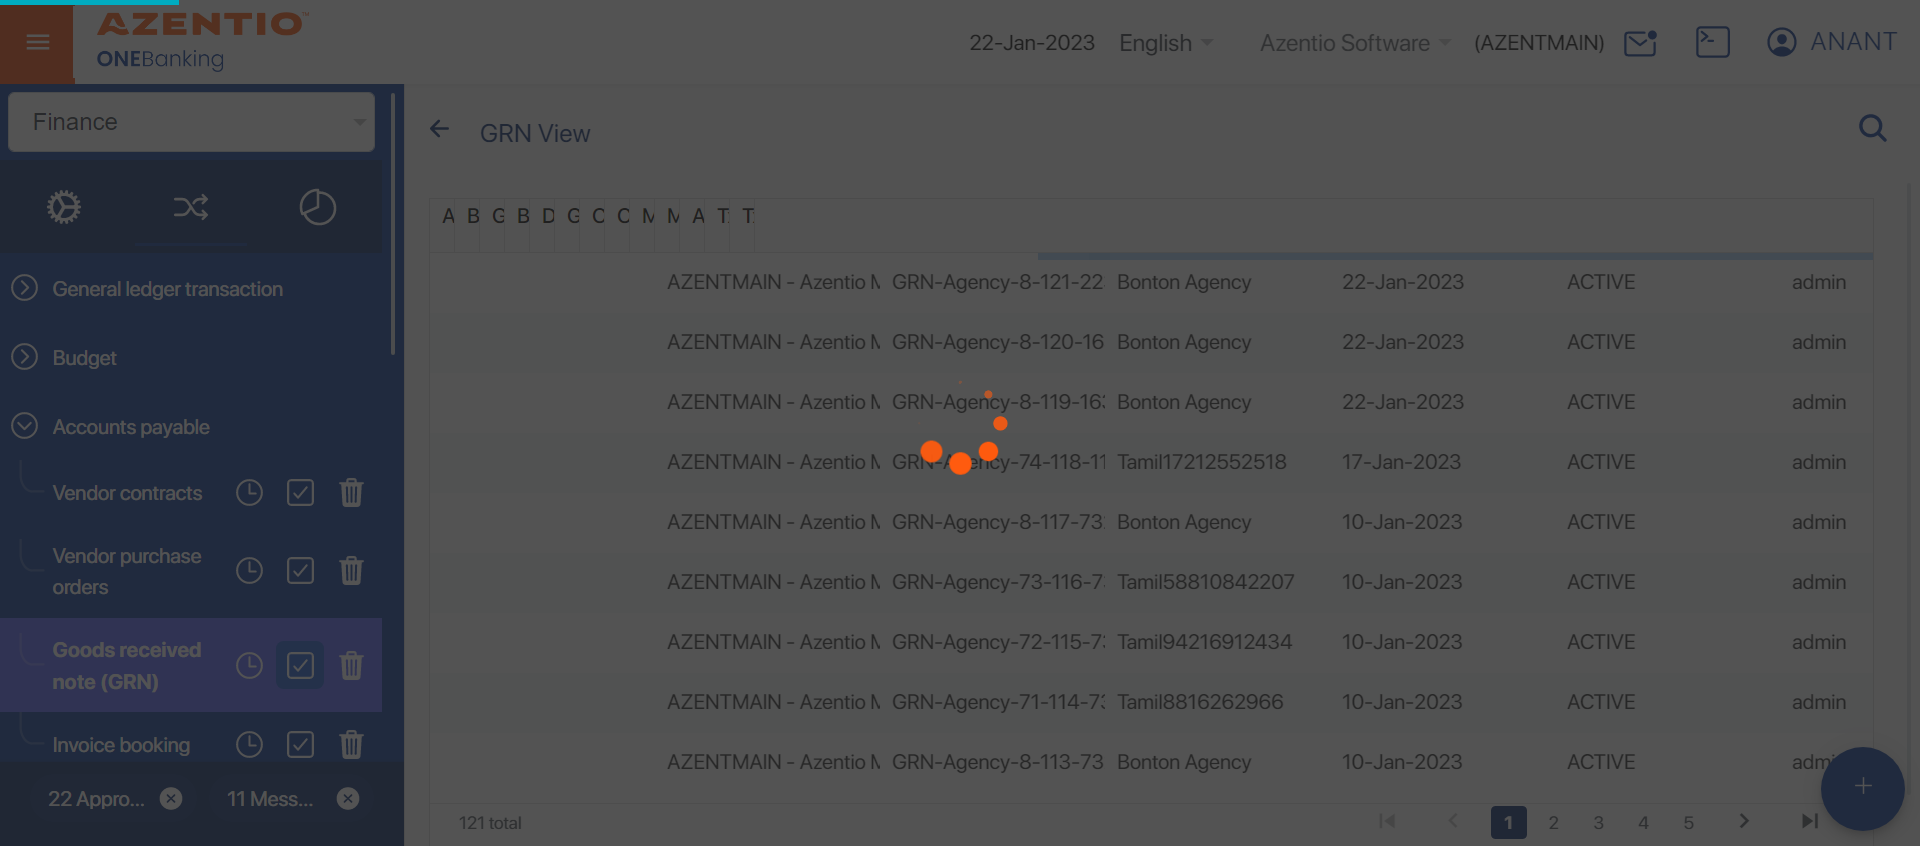 AZENTIO™
ONEBanking
22-Jan-2023 English Azentio Software (AZENTMAIN) ANANT
Finance
General ledger transaction
Budget
Accounts payable
Vendor contracts
Vendor purchase
orders
Goods received
note (GRN)
Invoice booking
22 Appro...
11 Mess...
GRN View
A B G B D G C C M M A T T
AZENTMAIN - Azentio M GRN-Agency-8-121-22 Bonton Agency 22-Jan-2023 ACTIVE admin
AZENTMAIN - Azentio M GRN-Agency-8-120-16 Bonton Agency 22-Jan-2023 ACTIVE admin
AZENTMAIN - Azentio M GRN-Agency-8-119-163 Bonton Agency 22-Jan-2023 ACTIVE admin
AZENTMAIN - Azentio M GRN-Agency-74-118-11 Tamil17212552518 17-Jan-2023 ACTIVE admin
AZENTMAIN - Azentio M GRN-Agency-8-117-73 Bonton Agency 10-Jan-2023 ACTIVE admin
AZENTMAIN - Azentio M GRN-Agency-73-116-7 Tamil58810842207 10-Jan-2023 ACTIVE admin
AZENTMAIN - Azentio M GRN-Agency-72-115-7 Tamil94216912434 10-Jan-2023 ACTIVE admin
AZENTMAIN - Azentio M GRN-Agency-71-114-73 Tamil8816262966 10-Jan-2023 ACTIVE admin
AZENTMAIN - Azentio M GRN-Agency-8-113-73 Bonton Agency 10-Jan-2023 ACTIVE adm
121 total 1 2 3 4 5